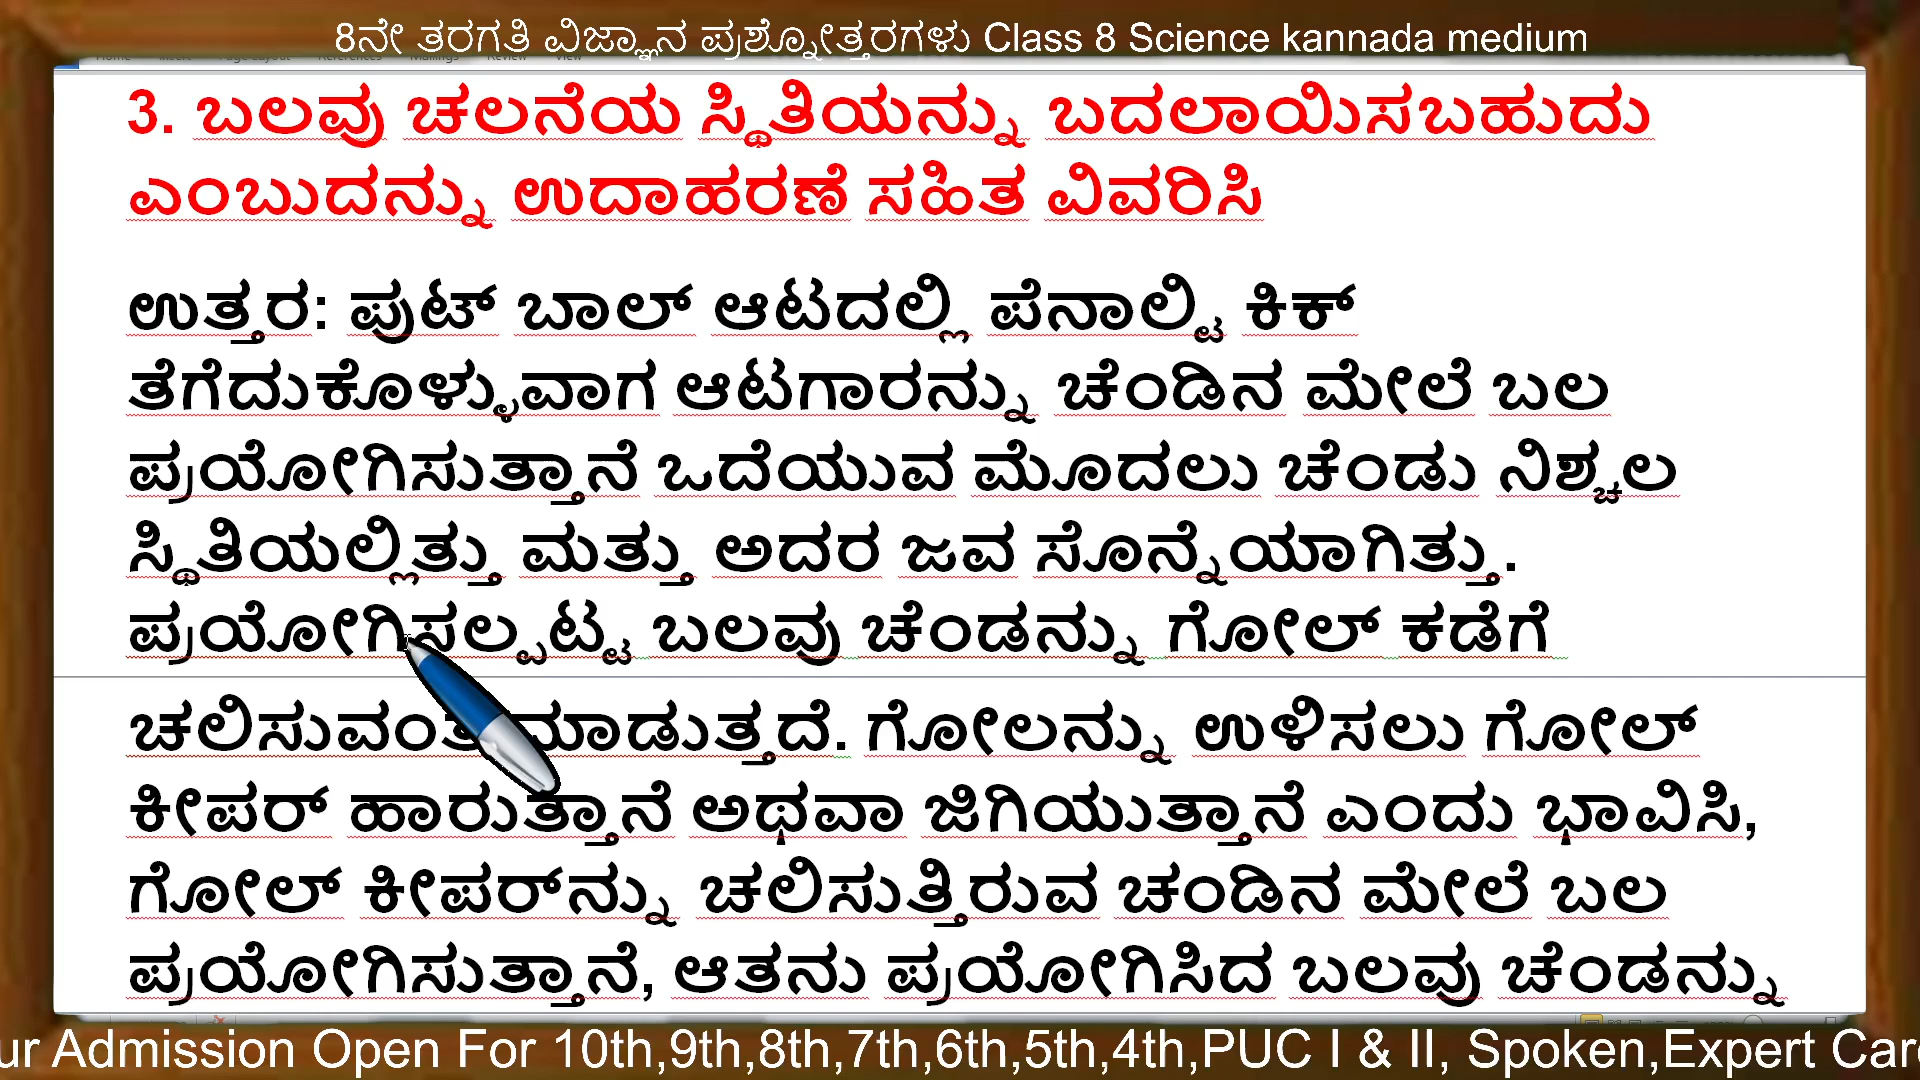 8ನೇ ತರಗತಿ ವಿಜ್ಞಾನ ಪ್ರಶ್ನೋತ್ತರಗಳು Class 8 Science kannada medium
3. ಬಲವು ಚಲನೆಯ ಸ್ಥಿತಿಯನ್ನು ಬದಲಾಯಿಸಬಹುದು
ಎಂಬುದನ್ನು ಉದಾಹರಣೆ ಸಹಿತ ವಿವರಿಸಿ
ಉತ್ತರ: ಪುಟ್ ಬಾಲ್ ಆಟದಲ್ಲಿ ಪೆನಾಲ್ಟಿ ಕಿಕ್
ತೆಗೆದುಕೊಳ್ಳುವಾಗ ಆಟಗಾರನ್ನು ಚೆಂಡಿನ ಮೇಲೆ ಬಲ
ಪ್ರಯೋಗಿಸುತ್ತಾನೆ ಒದೆಯುವ ಮೊದಲು ಚೆಂಡು ನಿಶ್ಚಲ
ಸ್ಥಿತಿಯಲ್ಲಿತ್ತು ಮತ್ತು ಅದರ ಜವ ಸೊನ್ನೆಯಾಗಿತ್ತು.
ಪ್ರಯೋಗಿಸಲ್ಪಟ್ಟ ಬಲವು ಚೆಂಡನ್ನು ಗೋಲ್ ಕಡೆಗೆ
ಚಲಿಸುವಂತೆ ಮಾಡುತ್ತದೆ. ಗೋಲನ್ನು ಉಳಿಸಲು ಗೋಲ್
ಕೀಪರ್ ಹಾರುತ್ತಾನೆ ಅಥವಾ ಜಿಗಿಯುತ್ತಾನೆ ಎಂದು ಭಾವಿಸಿ,
ಗೋಲ್ ಕೀಪರ್‌ನ್ನು ಚಲಿಸುತ್ತಿರುವ ಚಂಡಿನ ಮೇಲೆ ಬಲ
ಪ್ರಯೋಗಿಸುತ್ತಾನೆ, ಆತನು ಪ್ರಯೋಗಿಸಿದ ಬಲವು ಚೆಂಡನ್ನು
ur Admission Open For 10th,9th,8th,7th,6th,5th,4th,PUC I & II, Spoken,Expert Car